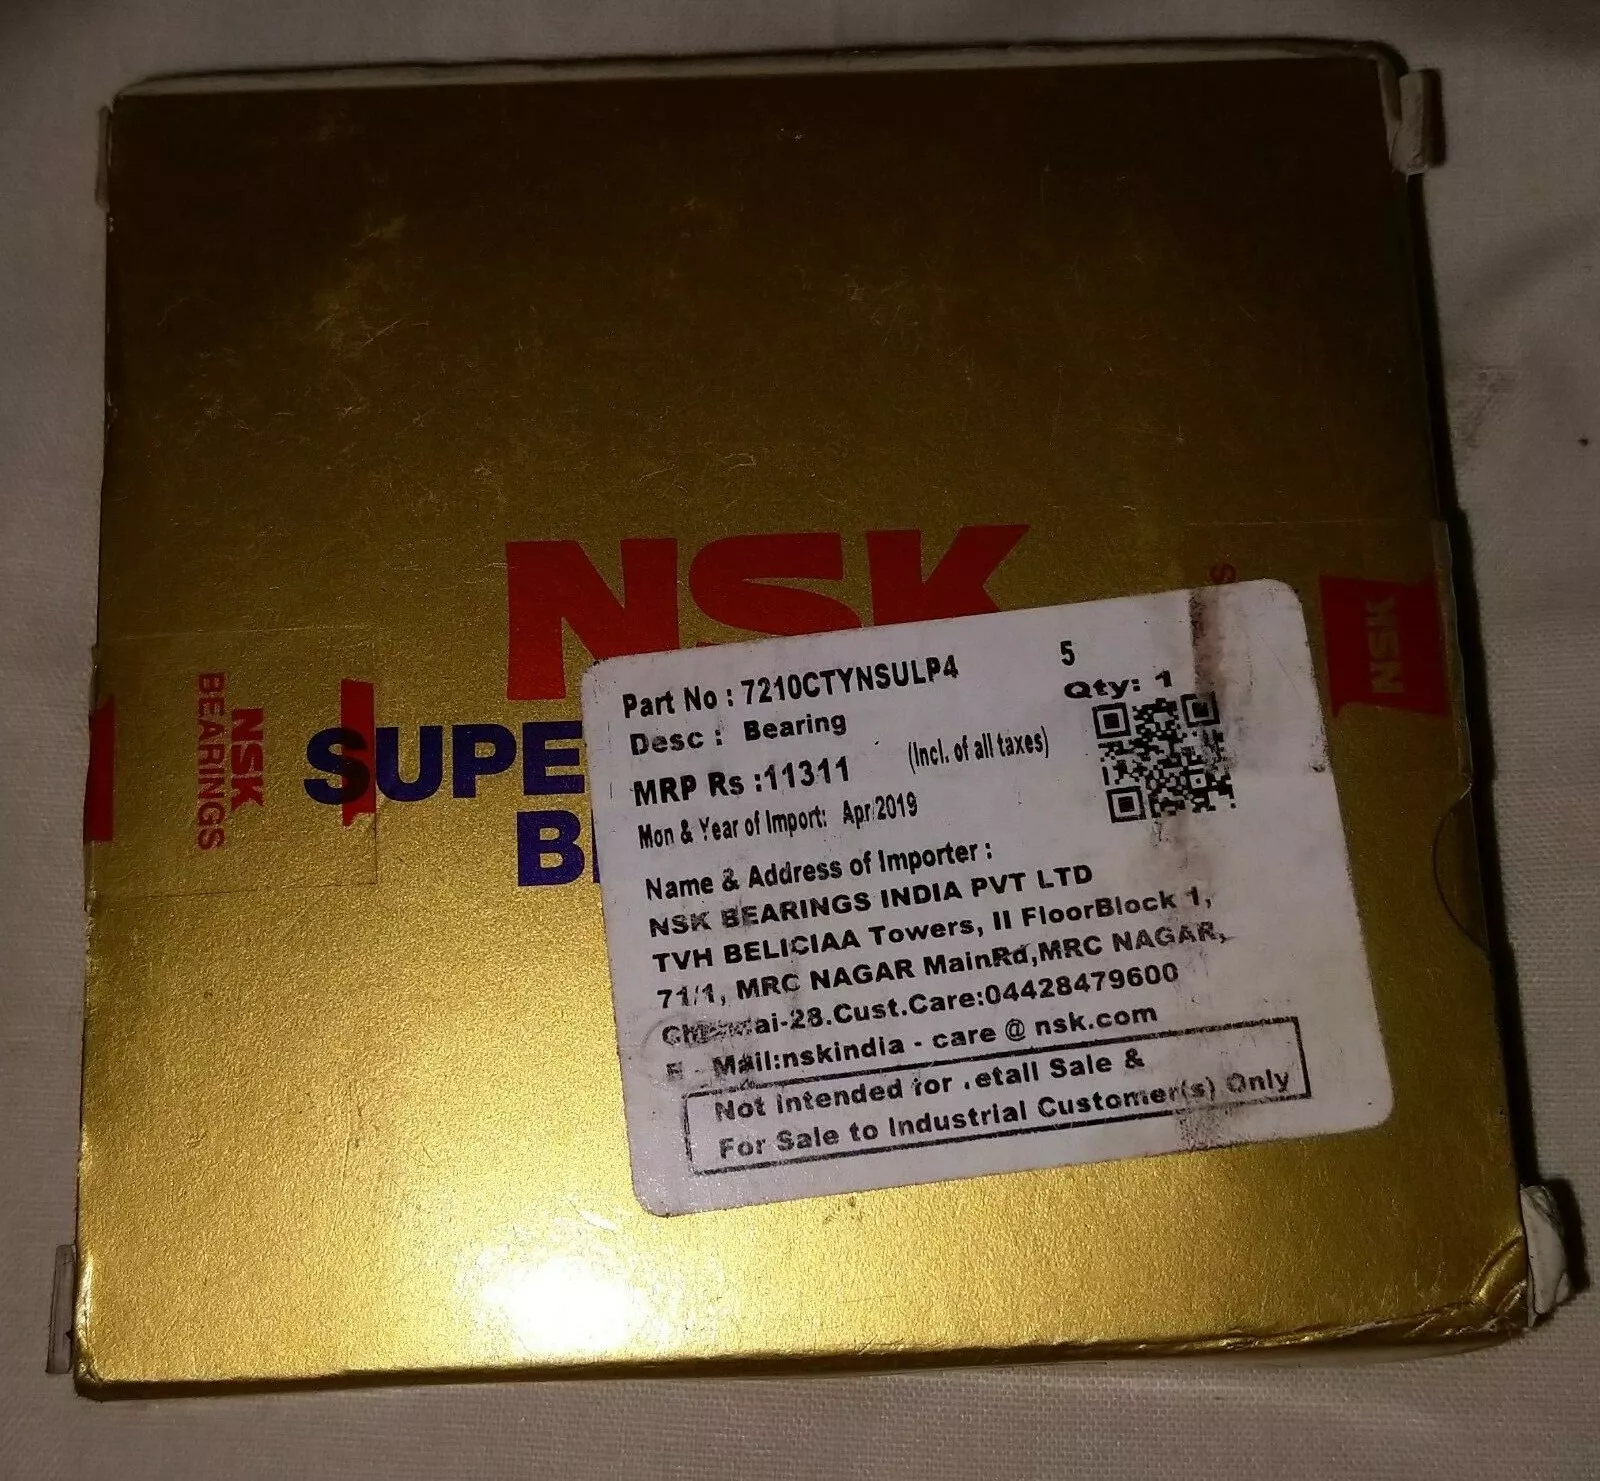 NSK
SUPE
B
NSK
BEARINGS
NSK
Part No : 7210CTYNSULP4
5
Desc : Bearing
Qty: 1
MRP Rs :11311 (Incl. of all taxes)
Mon & Year of Import: Apr 2019
Name & Address of Importer :
NSK BEARINGS INDIA PVT LTD
TVH BELICIAA Towers, II FloorBlock 1,
71/1, MRC NAGAR MainRd,MRC NAGAR,
-28.Cust.Care:04428479600
E - Mail:nskindia - care @ nsk.com
Not intended for .etall Sale &
For Sale to Industrial Customer(s) Only